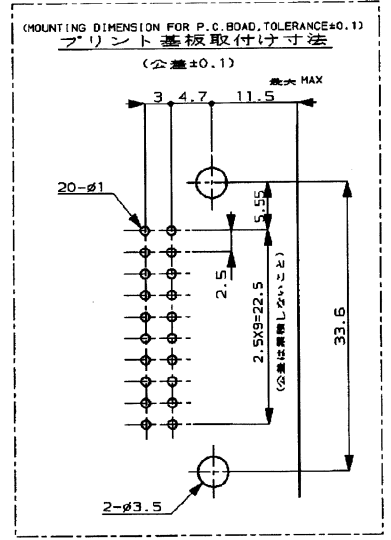 (MOUNTING DIMENSION FOR P.C.BOAD,TOLERANCE±0.1)
プリント基板取付け寸法
(公差±0.1)
最大 MAX
3 4.7 11.5
20-ø1
5.55
2.5
2.5X9=22.5
(公差は累積しないこと)
33.6
2-ø3.5